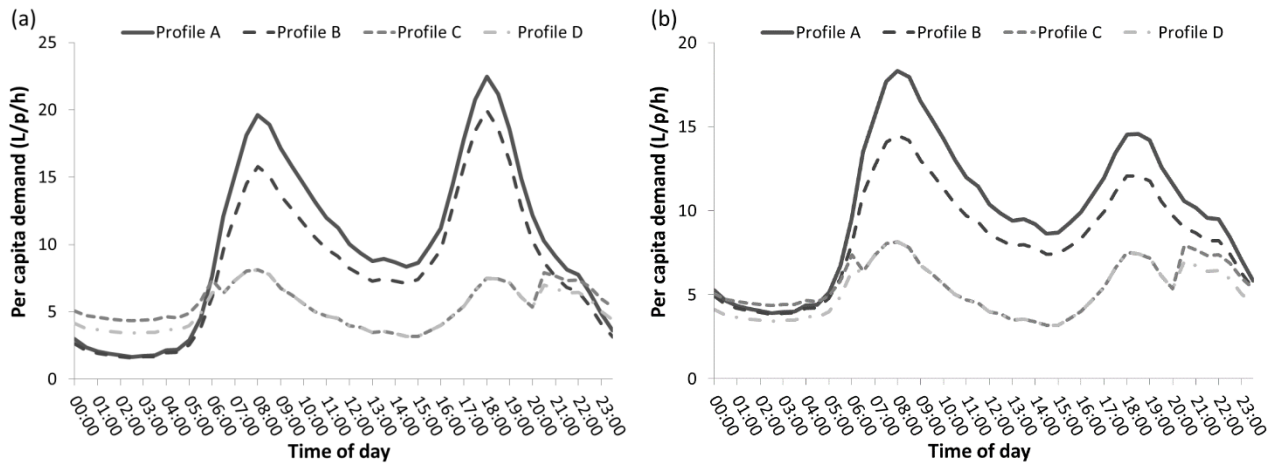 (a)
Profile A Profile B Profile C Profile D
Per capita demand (L/p/h)
25
20
15
10
5
0
00:00 01:00 02:00 03:00 04:00 05:00 06:00 07:00 08:00 09:00 10:00 11:00 12:00 13:00 14:00 15:00 16:00 17:00 18:00 19:00 20:00 21:00 22:00 23:00
Time of day
(b)
Profile A Profile B Profile C Profile D
Per capita demand (L/p/h)
20
15
10
5
0
00:00 01:00 02:00 03:00 04:00 05:00 06:00 07:00 08:00 09:00 10:00 11:00 12:00 13:00 14:00 15:00 16:00 17:00 18:00 19:00 20:00 21:00 22:00 23:00
Time of day